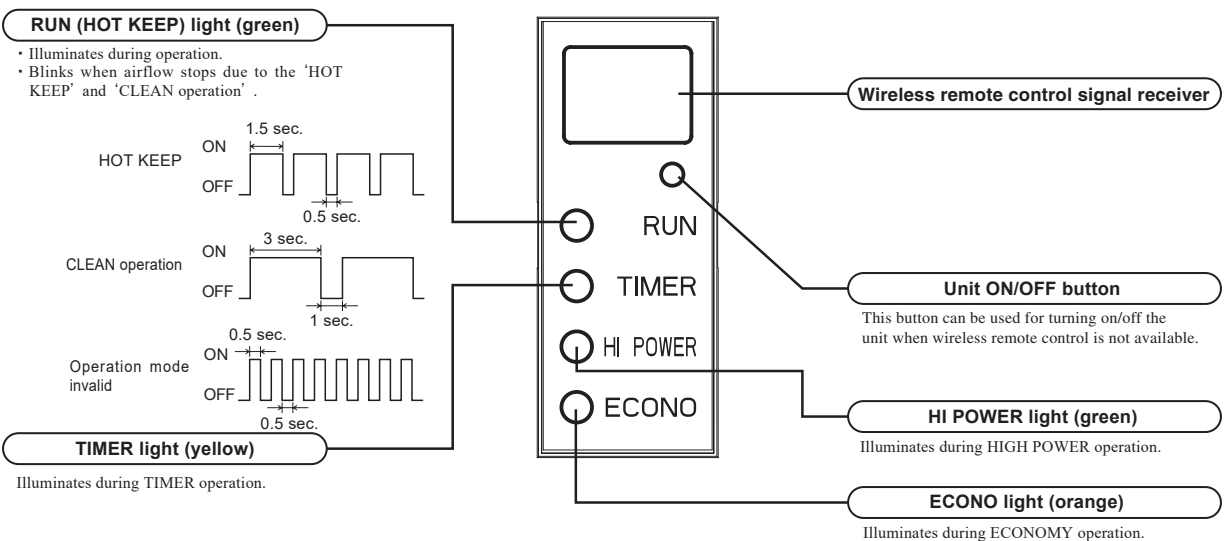 RUN (HOT KEEP) light (green)
・Illuminates during operation.
・Blinks when airflow stops due to the ‘HOT
KEEP’ and ‘CLEAN operation’ .
1.5 sec.
HOT KEEP
ON
OFF
0.5 sec.
3 sec.
CLEAN operation
ON
OFF
1 sec.
0.5 sec.
Operation mode
invalid
ON
OFF
0.5 sec.
TIMER light (yellow)
Illuminates during TIMER operation.
RUN
TIMER
HI POWER
ECONO
Wireless remote control signal receiver
Unit ON/OFF button
This button can be used for turning on/off the
unit when wireless remote control is not available.
HI POWER light (green)
Illuminates during HIGH POWER operation.
ECONO light (orange)
Illuminates during ECONOMY operation.